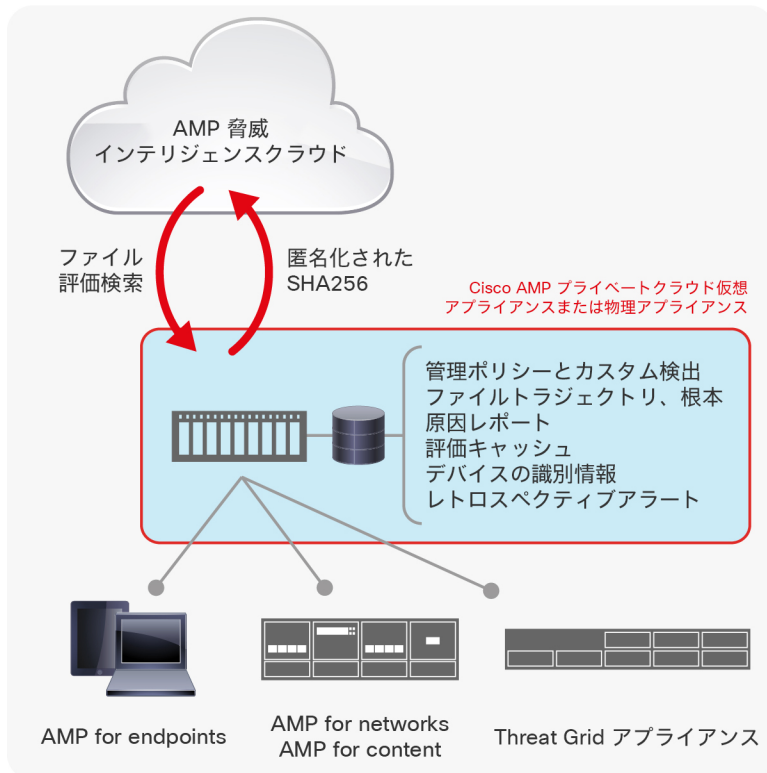 AMP 脅威
インテリジェンスクラウド
ファイル
評価検索
匿名化された
SHA256
Cisco AMP プライベートクラウド仮想
アプライアンスまたは物理アプライアンス
管理ポリシーとカスタム検出
ファイルトラジェクトリ、根本
原因レポート
評価キャッシュ
デバイスの識別情報
レトロスペクティブアラート
AMP for endpoints
AMP for networks
AMP for content
Threat Grid アプライアンス